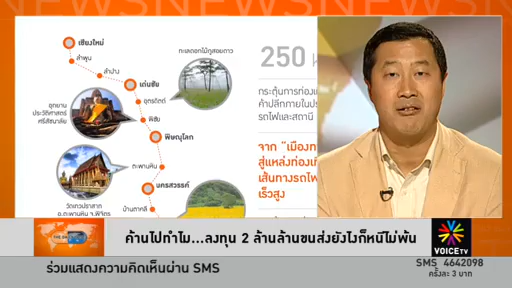 NEWS NEWS NEWS NEWS
เชียงใหม่
ลำพูน
ลำปาง
เด่นชัย
อุตรดิตถ์
พิชัย
พิษณุโลก
ตะพานหิน
นครสวรรค์
บ้านตาคลี
ทะเลดอกไม้ภูสอยดาว
อุทยาน
ประวัติศาสตร์
ศรีสัชนาลัย
วัดเทวปราสาท
อ.ตะพานหิน จ.พิจิตร
250
กระตุ้นการท่องเ
ค้าปลีกภายในปร
รถไฟและสถานี
จาก "เมืองท
สู่แหล่งท่องเที
เส้นทางรถไฟ
เร็วสูง
ค้านไปทำไม...ลงทุน 2 ล้านล้านขนส่งยังไงก็หนีไม่พ้น
VOICE TV
ร่วมแสดงความคิดเห็นผ่าน SMS
SMS 4642098
ครั้งละ 3 บาท